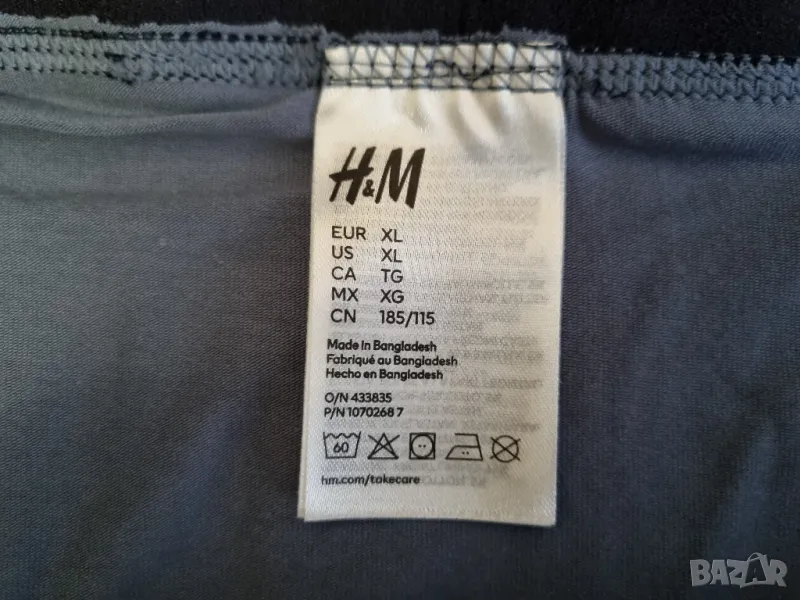 H&M
EUR XL
US XL
CA TG
MX XG
CN 185/115
Made in Bangladesh
Fabriqué au Bangladesh
Hecho en Bangladesh
O/N 433835
P/N 1070268 7
60
hm.com/takecare
BAZAR